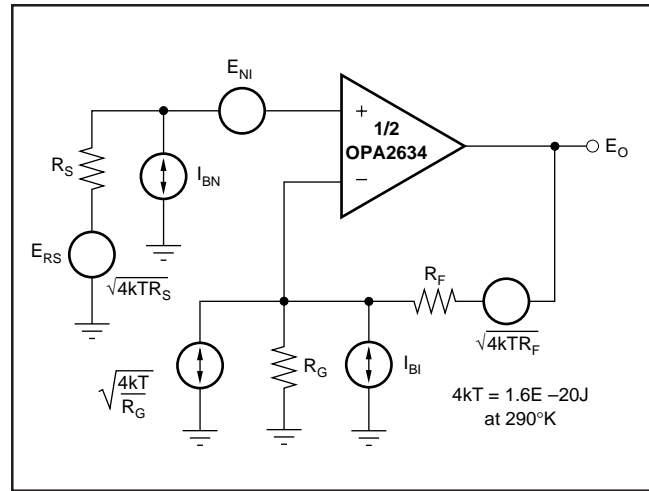 E_NI
+
1/2
OPA2634
−
E_O
R_S
I_BN
E_RS
√4kTR_S
R_F
√4kTR_F
√4kT/R_G
R_G
I_BI
4kT = 1.6E –20J
at 290°K